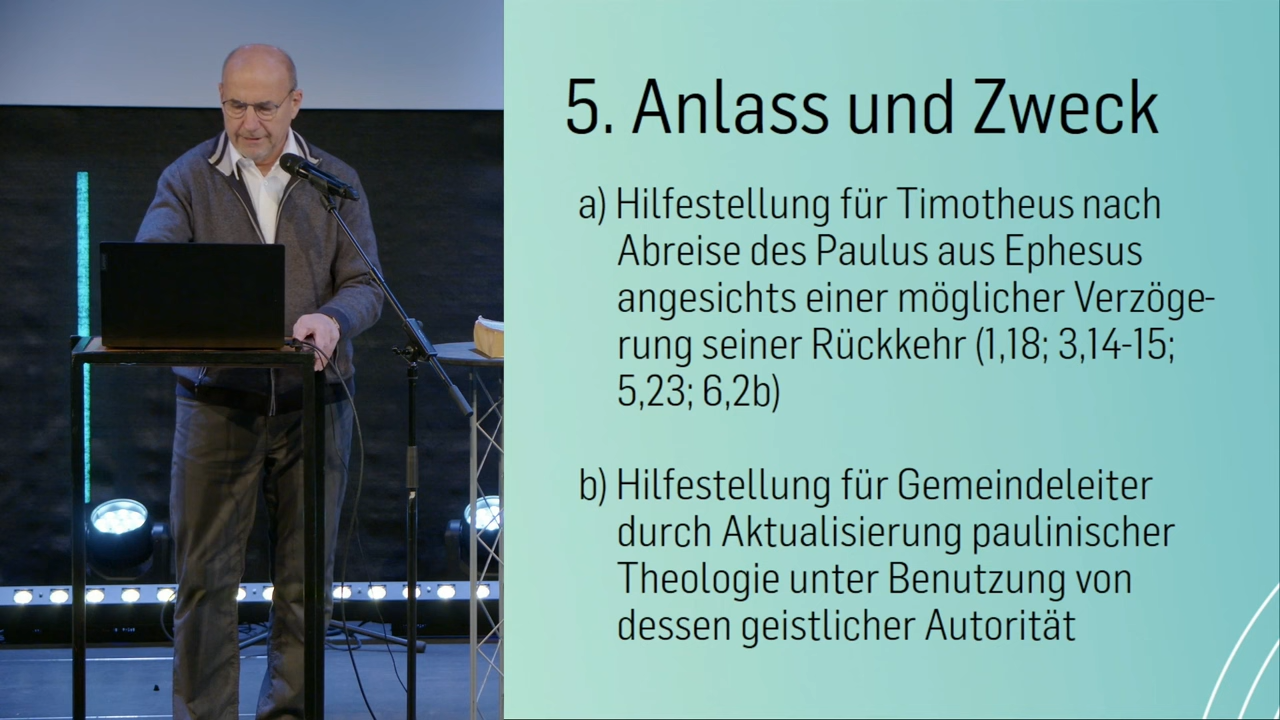 5. Anlass und Zweck
a) Hilfestellung für Timotheus nach
Abreise des Paulus aus Ephesus
angesichts einer möglicher Verzöge-
rung seiner Rückkehr (1,18; 3,14-15;
5,23; 6,2b)
b) Hilfestellung für Gemeindeleiter
durch Aktualisierung paulinischer
Theologie unter Benutzung von
dessen geistlicher Autorität